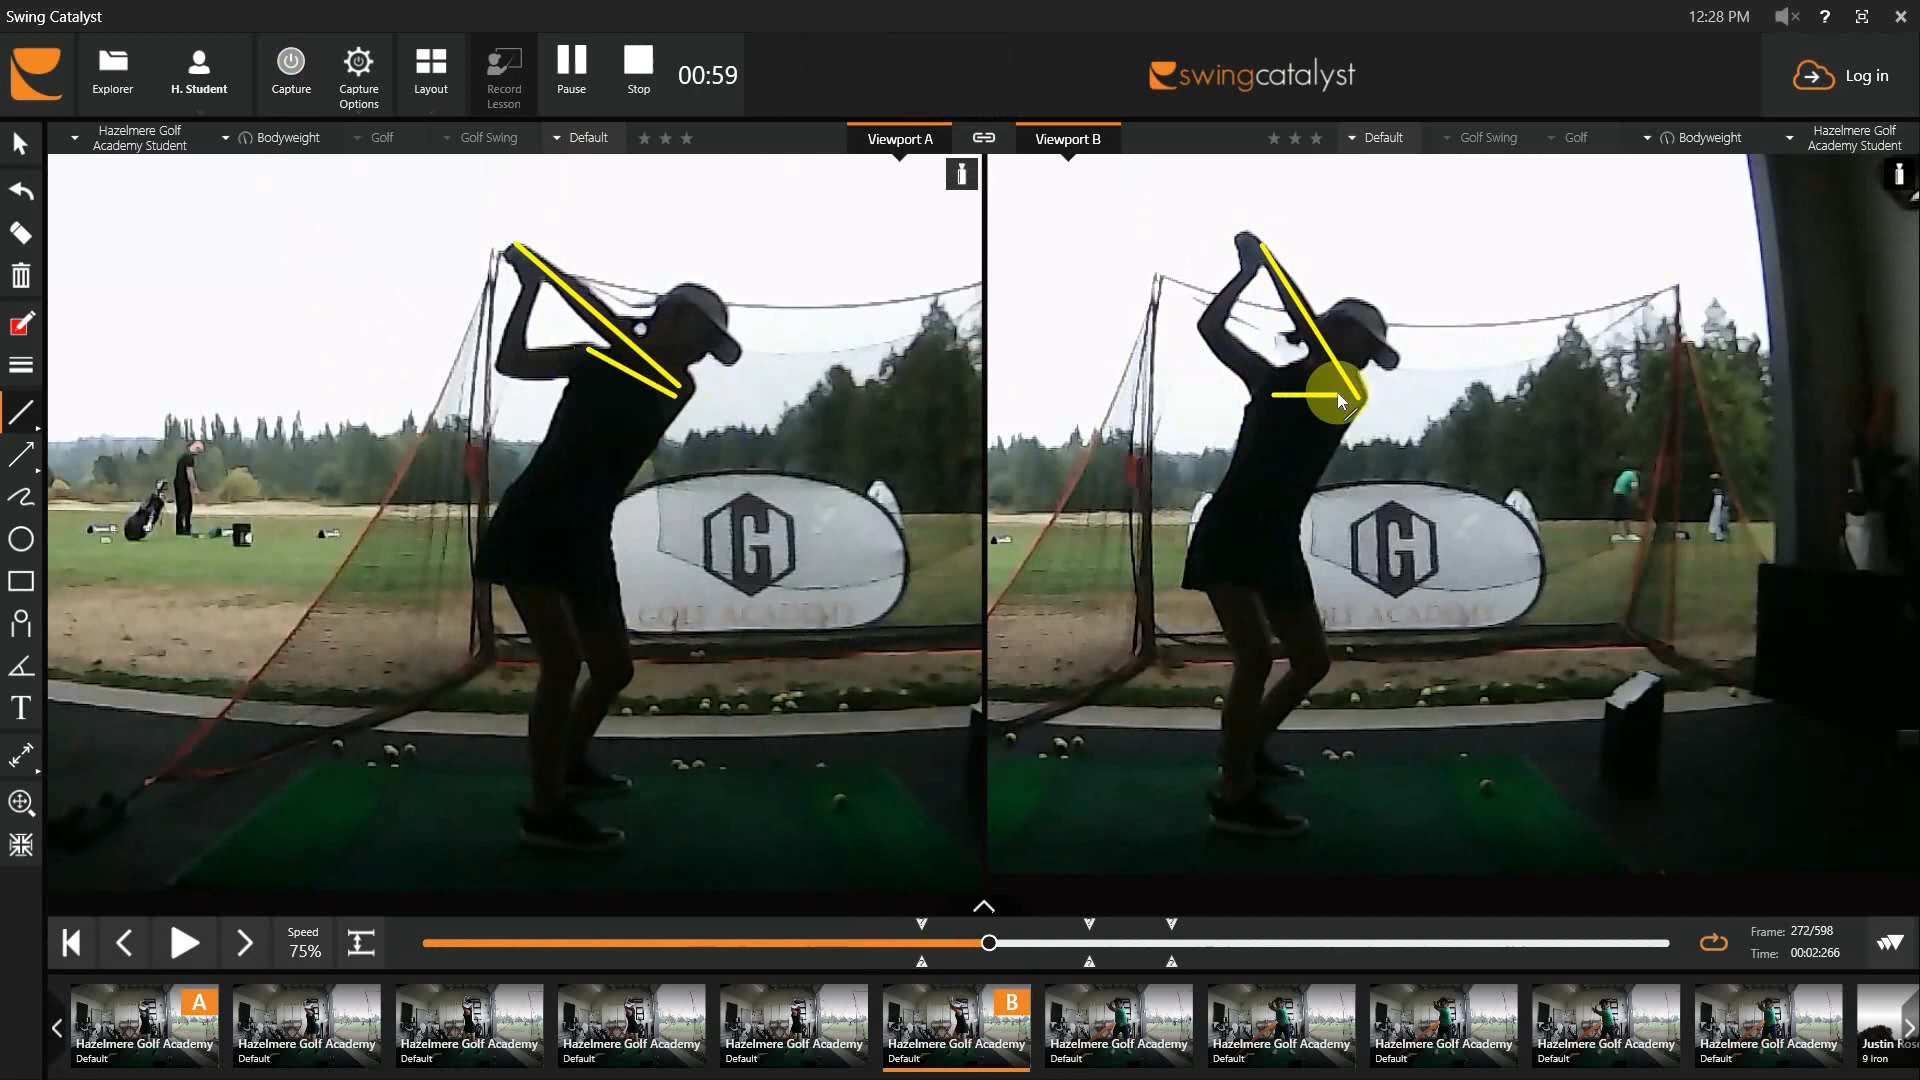 Swing Catalyst
12:28 PM
?
Explorer
H. Student
Capture
Capture Options
Layout
Record Lesson
Pause
Stop
00:59
swingcatalyst
Log in
Hazelmere Golf Academy Student
Bodyweight
Golf
Golf Swing
Default
Viewport A
Viewport B
Default
Golf Swing
Golf
Bodyweight
Hazelmere Golf Academy Student
T
G
GOLF ACADEMY
G
Speed
75%
Frame: 272/598
Time: 00:02:266
A
Hazelmere Golf Academy
Default
Hazelmere Golf Academy
Default
Hazelmere Golf Academy
Default
Hazelmere Golf Academy
Default
Hazelmere Golf Academy
Default
B
Hazelmere Golf Academy
Default
Hazelmere Golf Academy
Default
Hazelmere Golf Academy
Default
Hazelmere Golf Academy
Default
Hazelmere Golf Academy
Default
Hazelmere Golf Academy
Default
Justin Rose
9 Iron